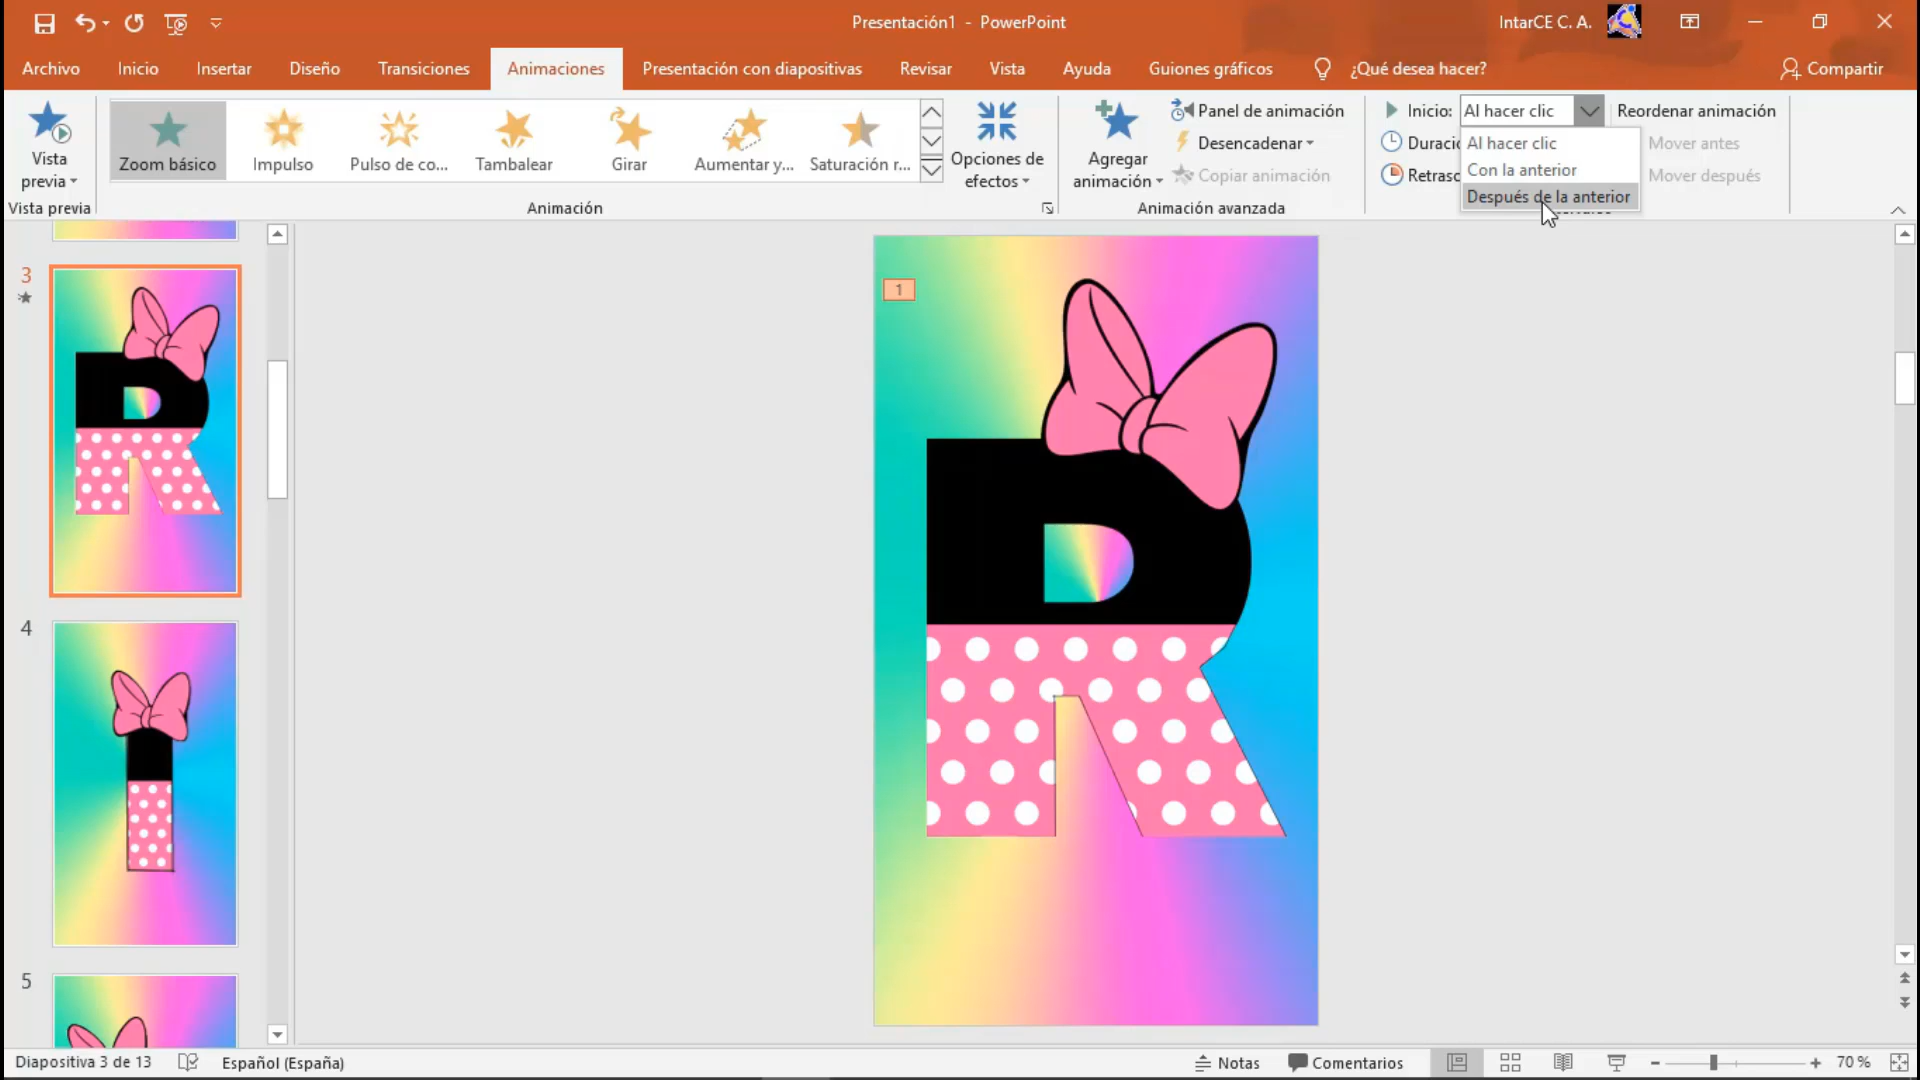 Presentación1 - PowerPoint
IntarCE C. A.
Archivo
Inicio
Insertar
Diseño
Transiciones
Animaciones
Presentación con diapositivas
Revisar
Vista
Ayuda
Guiones gráficos
¿Qué desea hacer?
Compartir
Vista
previa
Vista previa
Zoom básico
Impulso
Pulso de co...
Tambalear
Girar
Aumentar y...
Saturación r...
Animación
Opciones de
efectos
Agregar
animación
Panel de animación
Desencadenar
Copiar animación
Animación avanzada
Inicio:
Al hacer clic
Duració
Retraso
Al hacer clic
Con la anterior
Después de la anterior
Reordenar animación
Mover antes
Mover después
3
4
5
1
R
I
Diapositiva 3 de 13
Español (España)
Notas
Comentarios
70 %